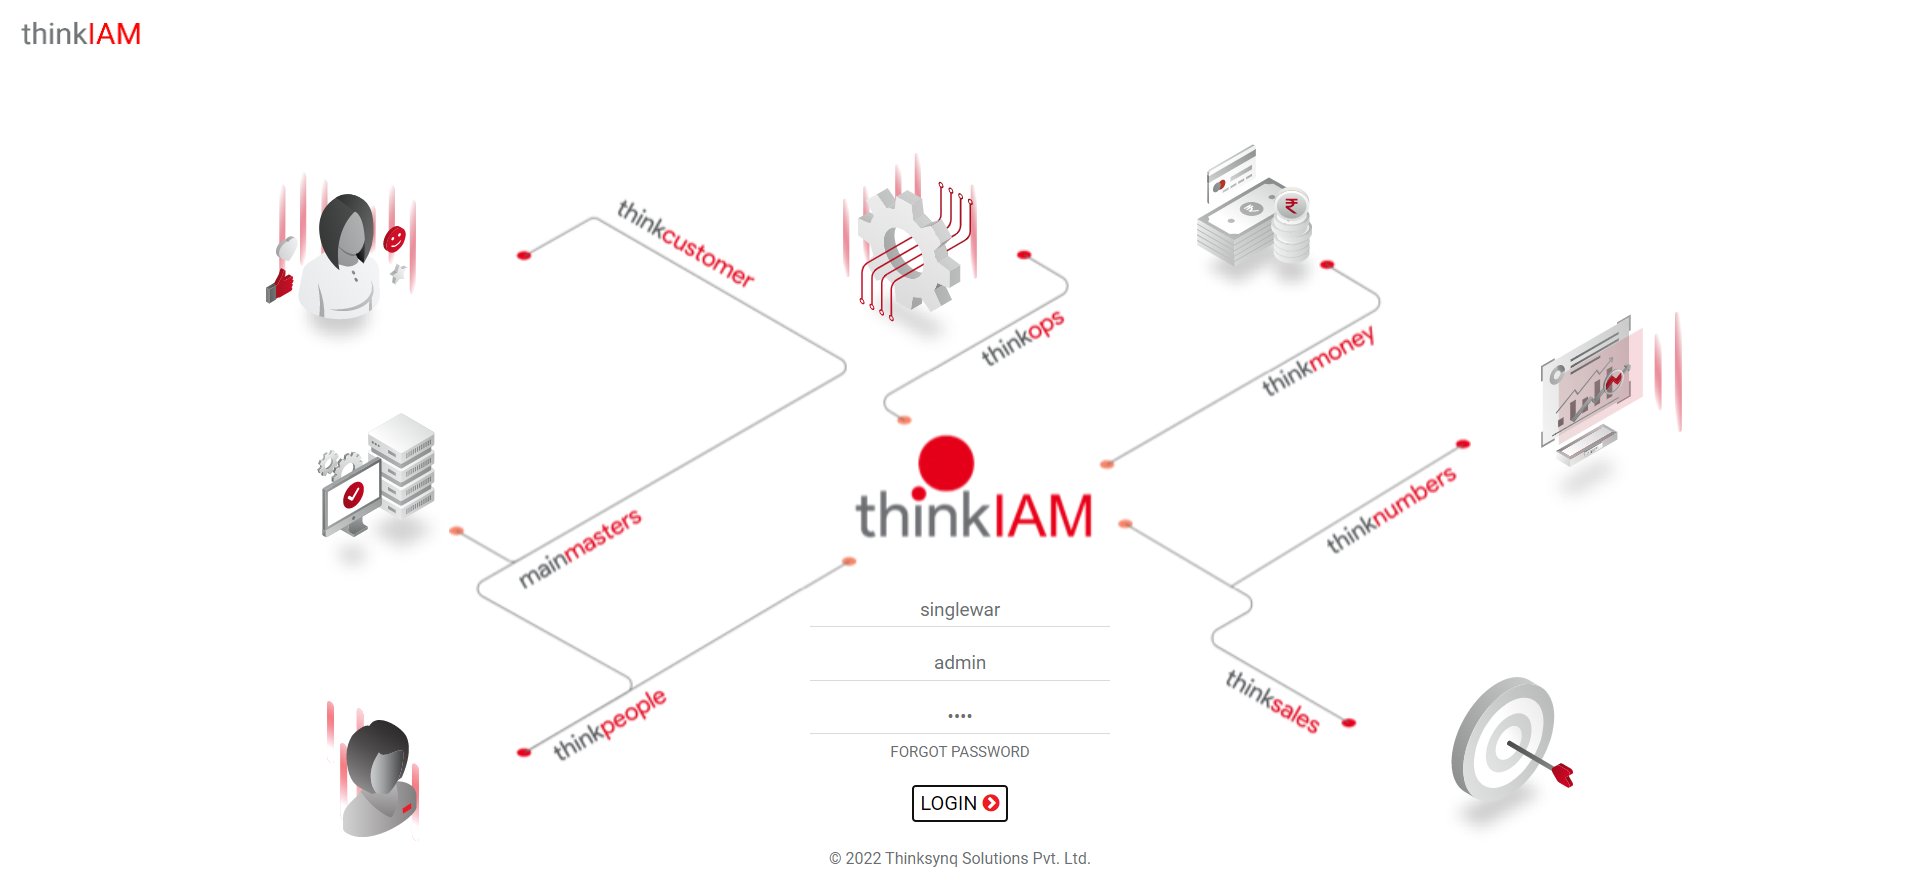 thinkIAM
thinkcustomer
thinkops
thinkmoney
thinknumbers
mainmasters
thinkpeople
thinksales
thinkIAM
singlewar
admin
••••
FORGOT PASSWORD
LOGIN
© 2022 Thinksynq Solutions Pvt. Ltd.